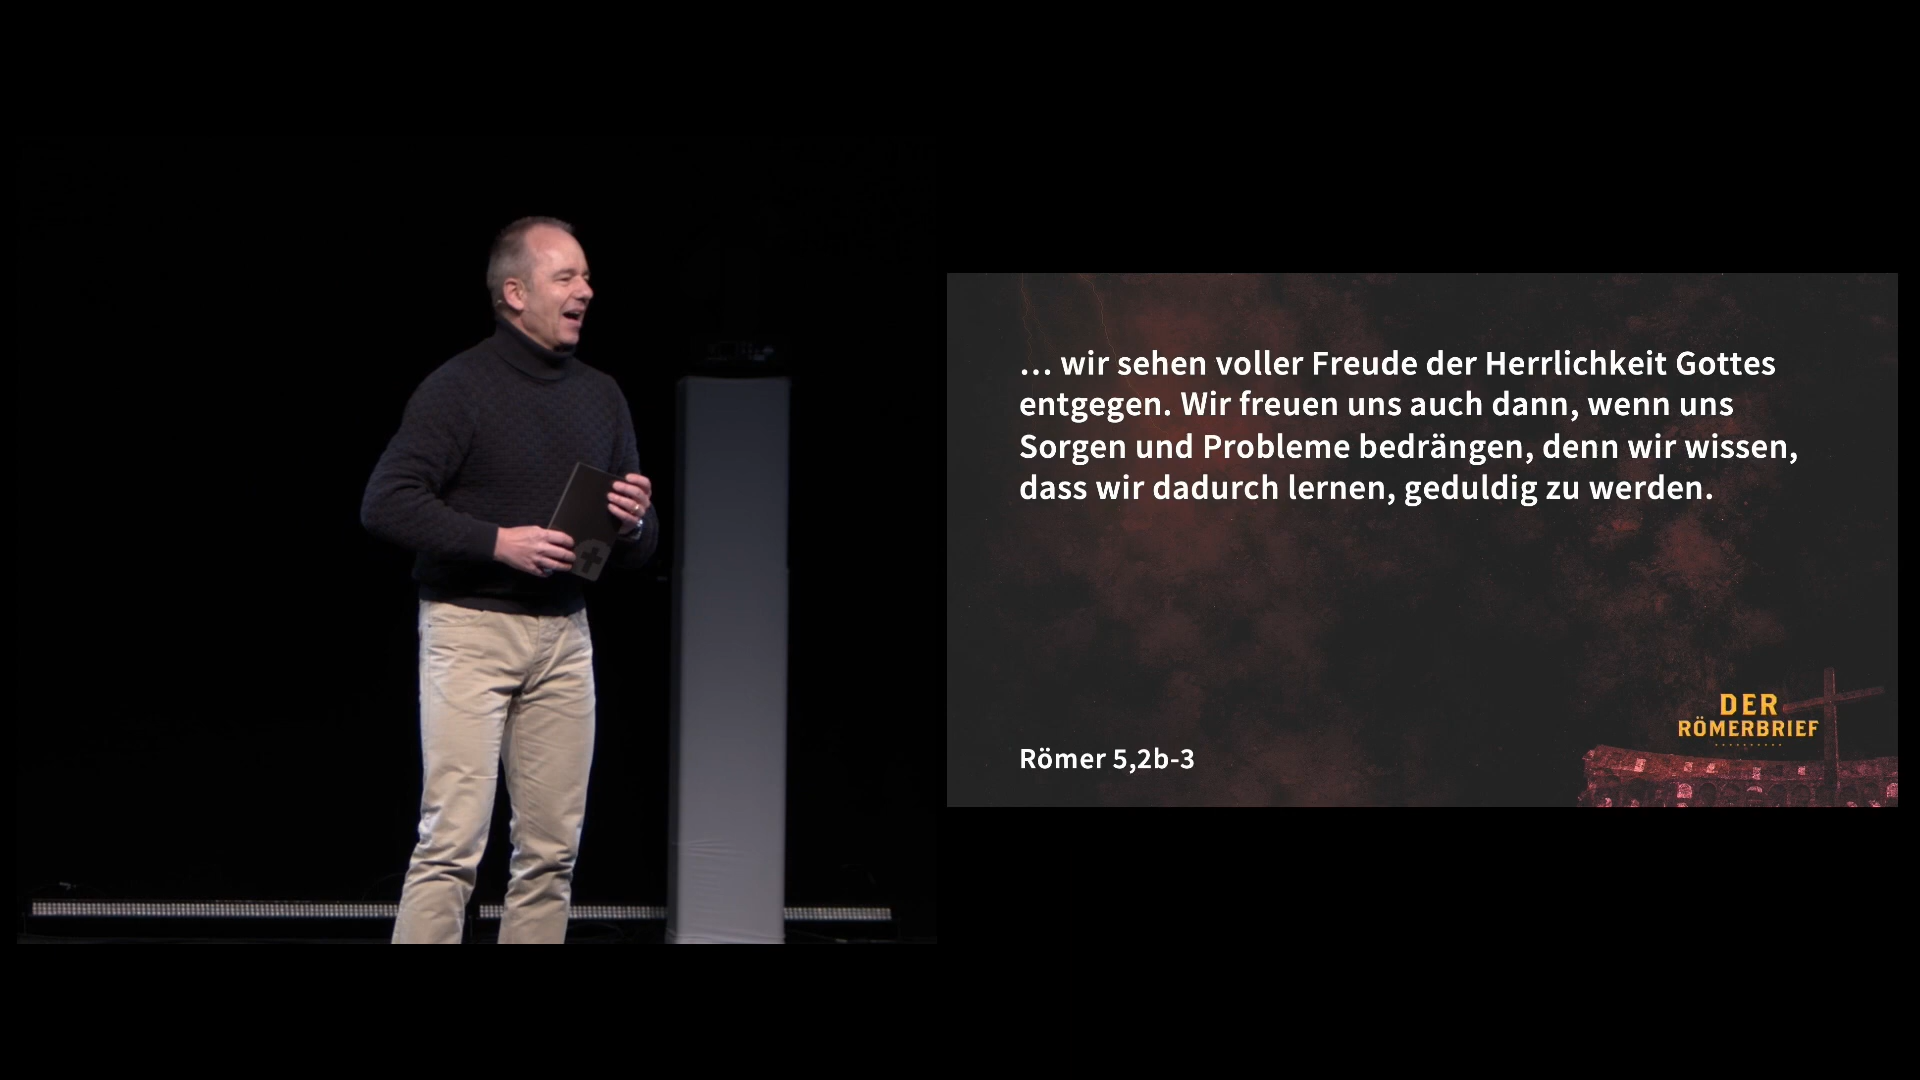 … wir sehen voller Freude der Herrlichkeit Gottes
entgegen. Wir freuen uns auch dann, wenn uns
Sorgen und Probleme bedrängen, denn wir wissen,
dass wir dadurch lernen, geduldig zu werden.
Römer 5,2b-3
DER
RÖMERBRIEF